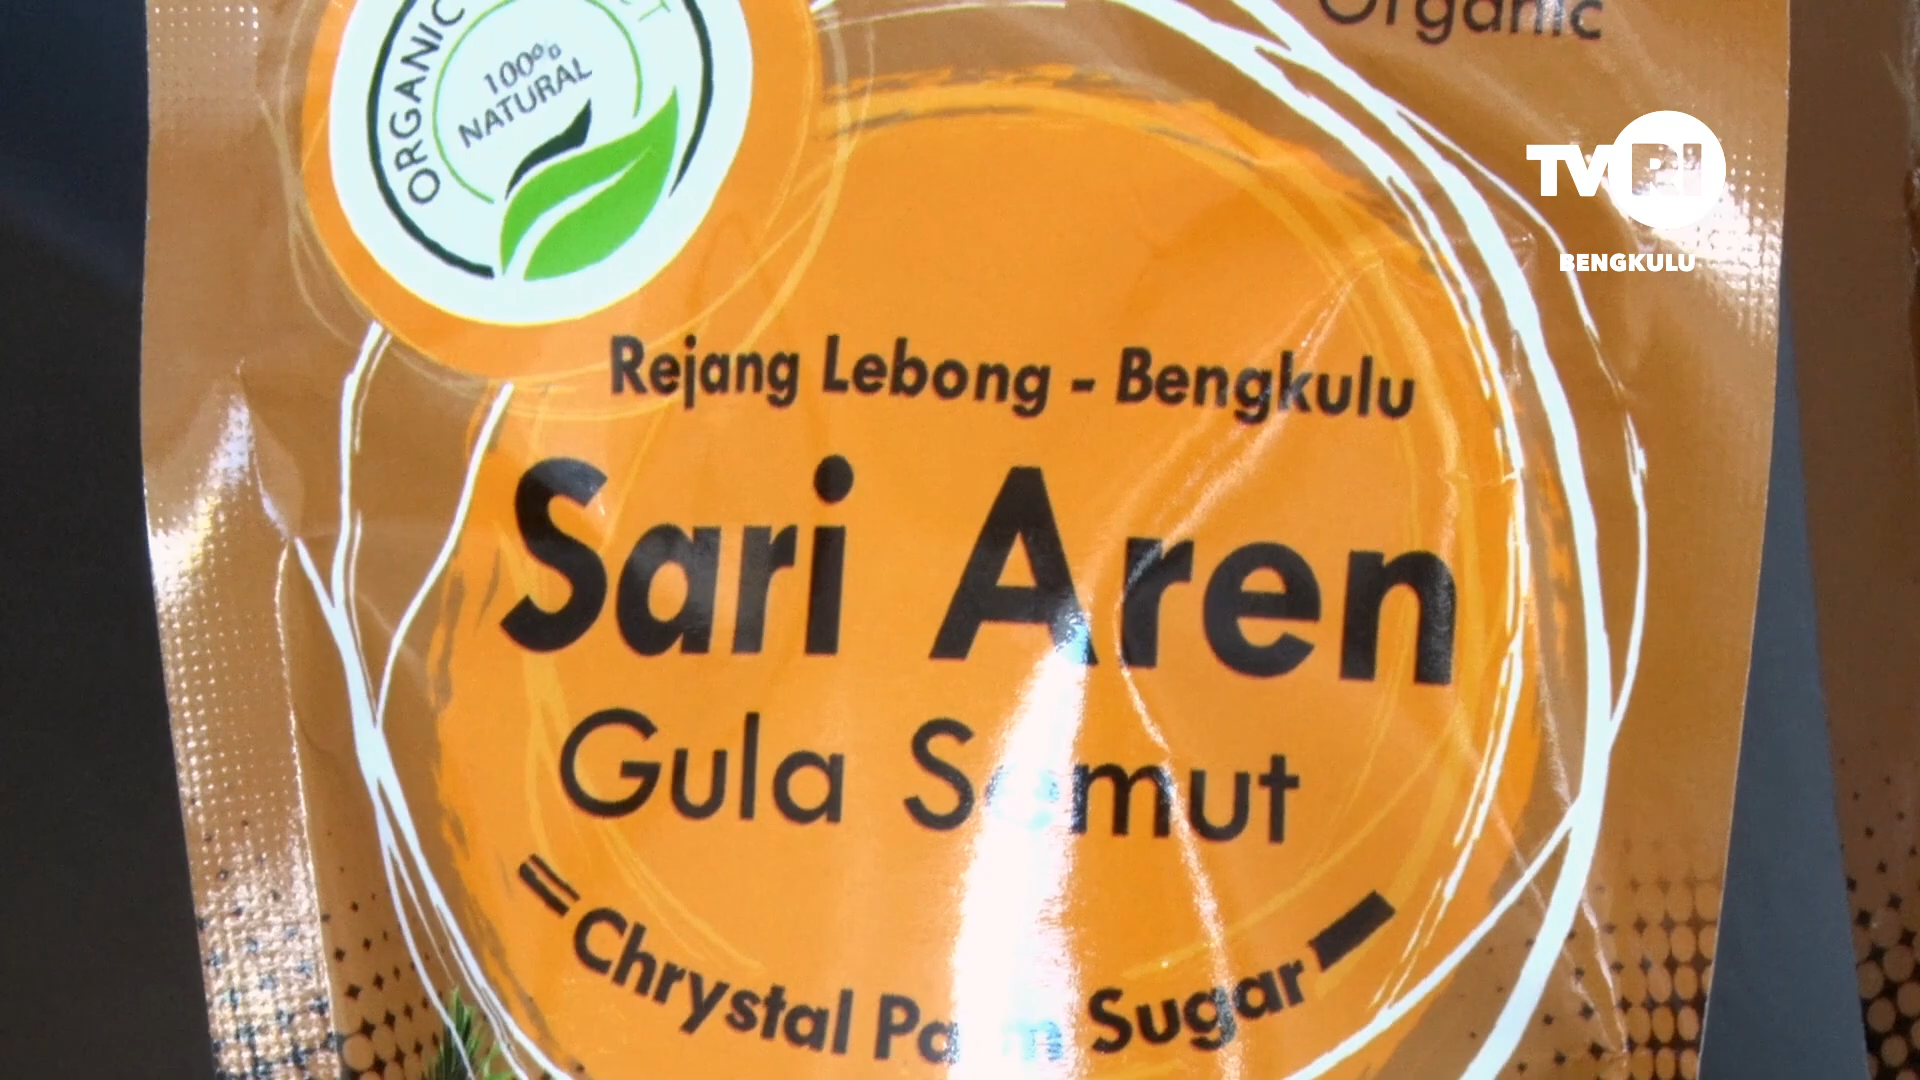 Organic
ORGANIC
100%
NATURAL
TVRI
BENGKULU
Rejang Lebong - Bengkulu
Sari Aren
Gula Semut
Chrystal Palm Sugar